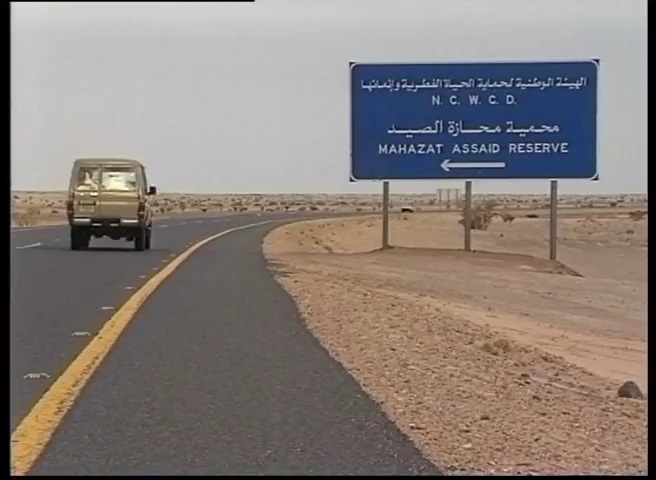 الهيئة الوطنية لحماية الحياة الفطرية وإنمائها
N. C. W. C. D.
محمية محازة الصيد
MAHAZAT ASSAID RESERVE